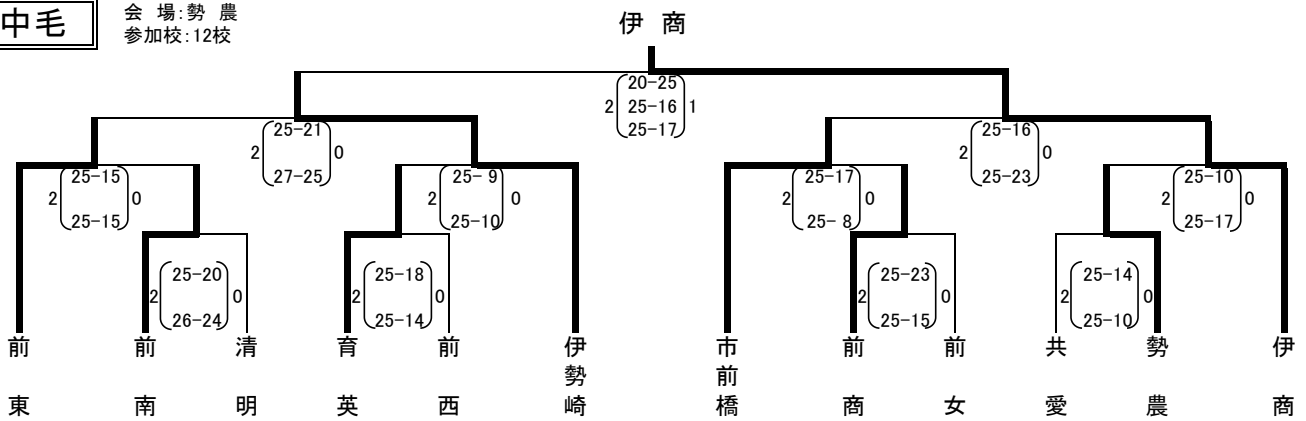 中毛
会 場:勢 農
参加校:12校
伊 商
20-25
2 25-16 1
25-17
25-21
2 0
27-25
25-16
2 0
25-23
25-15
2 0
25-15
25- 9
2 0
25-10
25-17
2 0
25- 8
25-10
2 0
25-17
25-20
2 0
26-24
25-18
2 0
25-14
25-23
2 0
25-15
25-14
2 0
25-10
前東
前南
清明
育英
前西
伊勢崎
市前橋
前商
前女
共愛
勢農
伊商